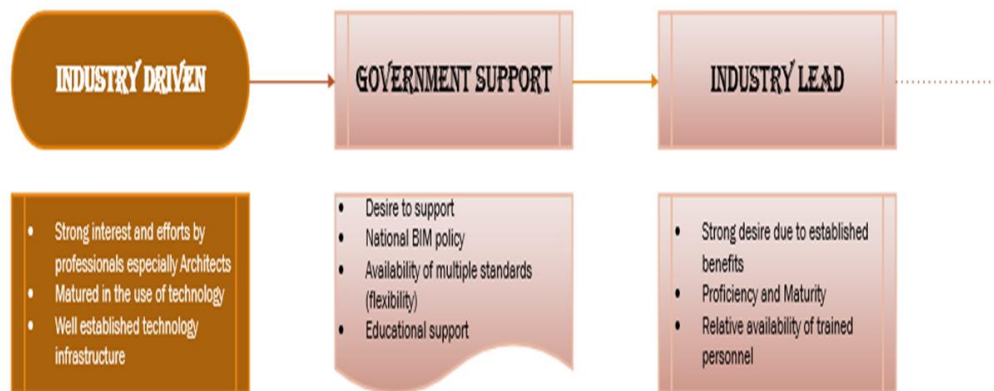 INDUSTRY DRIVEN
GOVERNMENT SUPPORT
INDUSTRY LEAD
• Strong interest and efforts by
professionals especially Architects
• Matured in the use of technology
• Well established technology
infrastructure
• Desire to support
• National BIM policy
• Availability of multiple standards
(flexibility)
• Educational support
• Strong desire due to established
benefits
• Proficiency and Maturity
• Relative availability of trained
personnel